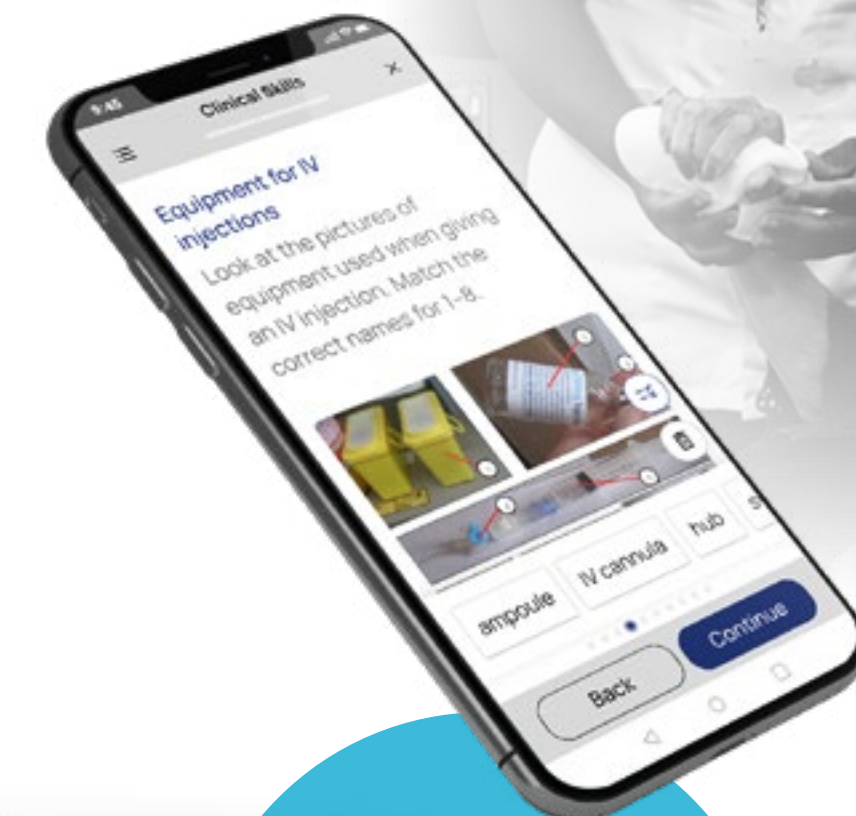 9:45
Clinical Skills
Equipment for IV
injections
Look at the pictures of
equipment used when giving
an IV injection. Match the
correct names for 1-8.
ampoule
IV cannula
hub
s
Back
Continue